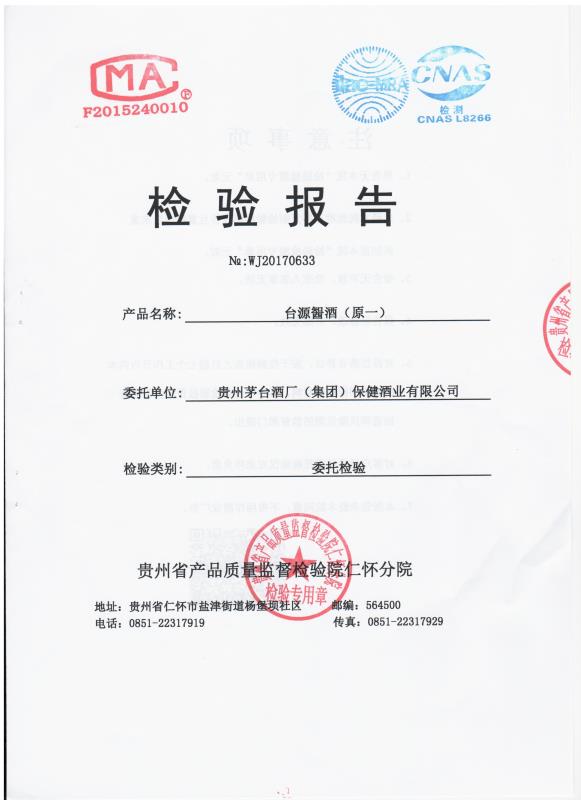 MA
F2015240010
ilac-MRA
CNAS
检测
CNAS L8266
检验报告
№:WJ20170633
产品名称: 台源酱酒（原一）
委托单位: 贵州茅台酒厂（集团）保健酒业有限公司
检验类别: 委托检验
贵州省产品质量监督检验院仁怀分院
检验专用章
地址: 贵州省仁怀市盐津街道杨堡坝社区 邮编: 564500
电话: 0851-22317919 传真: 0851-22317929